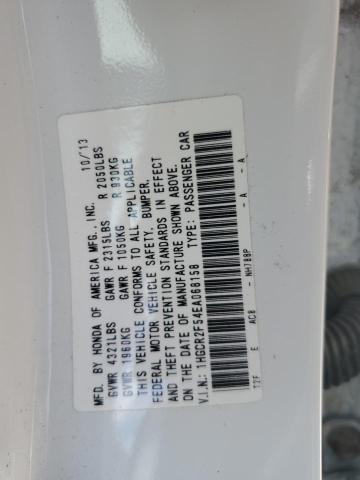 MFD. BY HONDA OF AMERICA MFG., INC. 10/13
GVWR 4321LBS GAWR F 2315LBS R 2050LBS
GVWR 1960KG GAWR F 1050KG R 930KG
THIS VEHICLE CONFORMS TO ALL APPLICABLE
FEDERAL MOTOR VEHICLE SAFETY, BUMPER,
AND THEFT PREVENTION STANDARDS IN EFFECT
ON THE DATE OF MANUFACTURE SHOWN ABOVE.
V.I.N.: 1HGCR2F54EA068158 TYPE: PASSENGER CAR
T2F E AC8 - NH788P - A - A